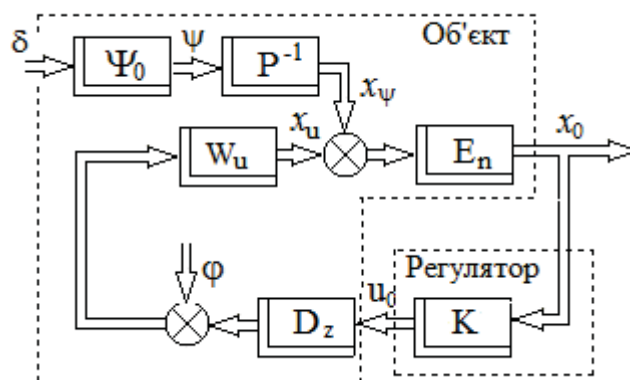 Об'єкт
δ
Ψ₀
ψ
P⁻¹
xψ
xu
Wu
En
x₀
φ
Dz
u₀
Регулятор
K